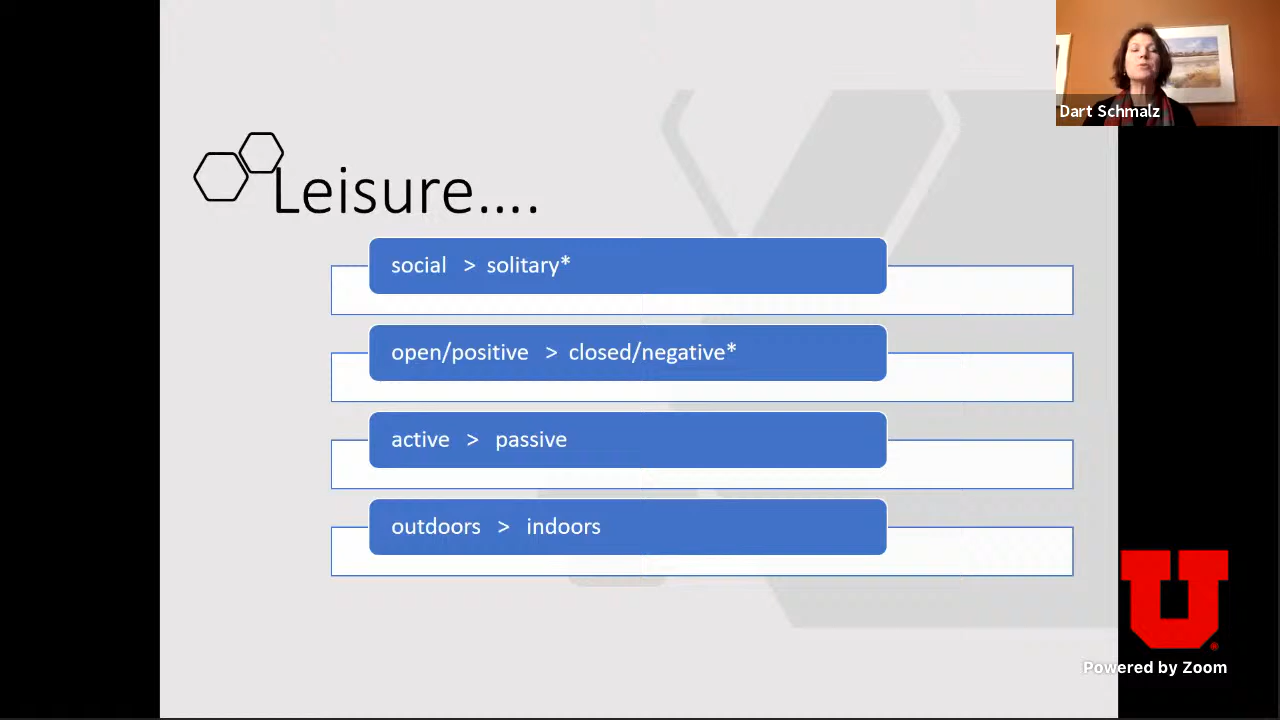 Dart Schmalz
Leisure....
social > solitary*
open/positive > closed/negative*
active > passive
outdoors > indoors
U
Powered by Zoom